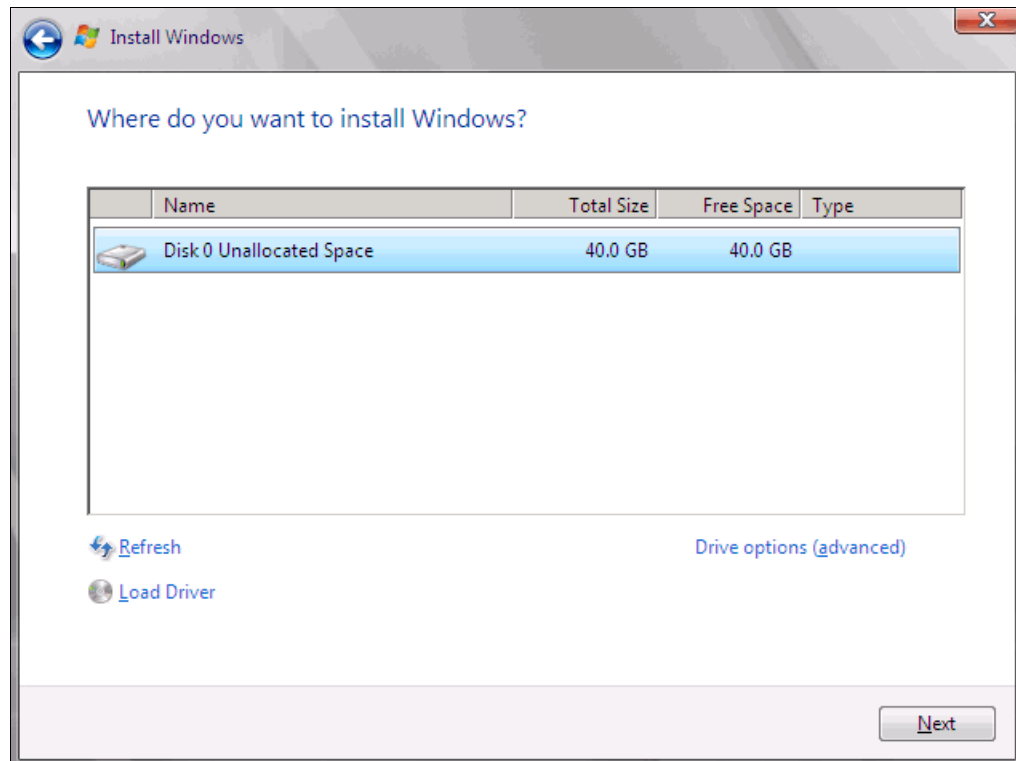 Install Windows
Where do you want to install Windows?
Name Total Size Free Space Type
Disk 0 Unallocated Space 40.0 GB 40.0 GB
Refresh Drive options (advanced)
Load Driver
Next